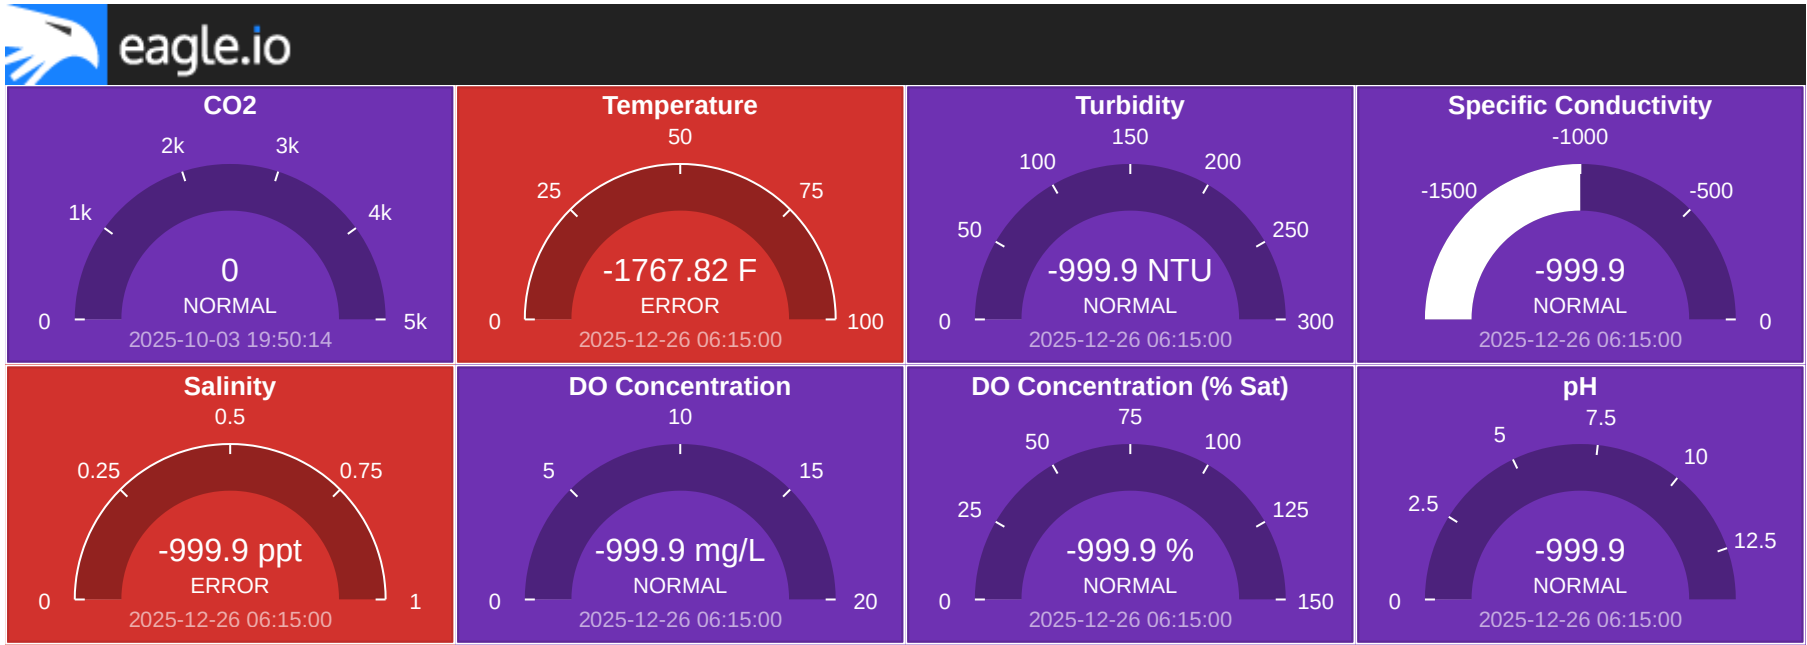 eagle.io
CO2
2k
3k
1k
4k
0
NORMAL
0
5k
2025-10-03 19:50:14
Temperature
50
25
75
-1767.82 F
ERROR
0
100
2025-12-26 06:15:00
Turbidity
150
100
200
50
250
-999.9 NTU
NORMAL
0
300
2025-12-26 06:15:00
Specific Conductivity
-1000
-1500
-500
-999.9
NORMAL
0
2025-12-26 06:15:00
Salinity
0.5
0.25
0.75
-999.9 ppt
ERROR
0
1
2025-12-26 06:15:00
DO Concentration
10
5
15
-999.9 mg/L
NORMAL
0
20
2025-12-26 06:15:00
DO Concentration (% Sat)
75
50
100
25
125
-999.9 %
NORMAL
0
150
2025-12-26 06:15:00
pH
7.5
5
10
2.5
12.5
-999.9
NORMAL
0
2025-12-26 06:15:00